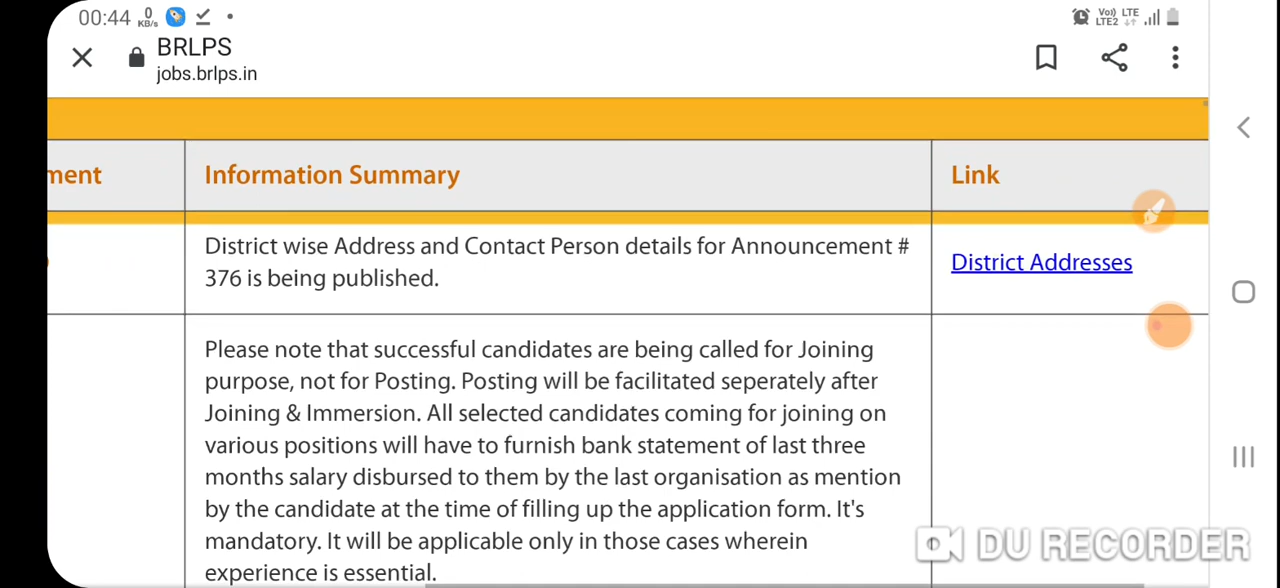 00:44 0 KB/s Vo) LTE LTE2
BRLPS
jobs.brlps.in
ment Information Summary Link
District wise Address and Contact Person details for Announcement #
376 is being published.
District Addresses
Please note that successful candidates are being called for Joining
purpose, not for Posting. Posting will be facilitated seperately after
Joining & Immersion. All selected candidates coming for joining on
various positions will have to furnish bank statement of last three
months salary disbursed to them by the last organisation as mention
by the candidate at the time of filling up the application form. It's
mandatory. It will be applicable only in those cases wherein
experience is essential.
DU RECORDER